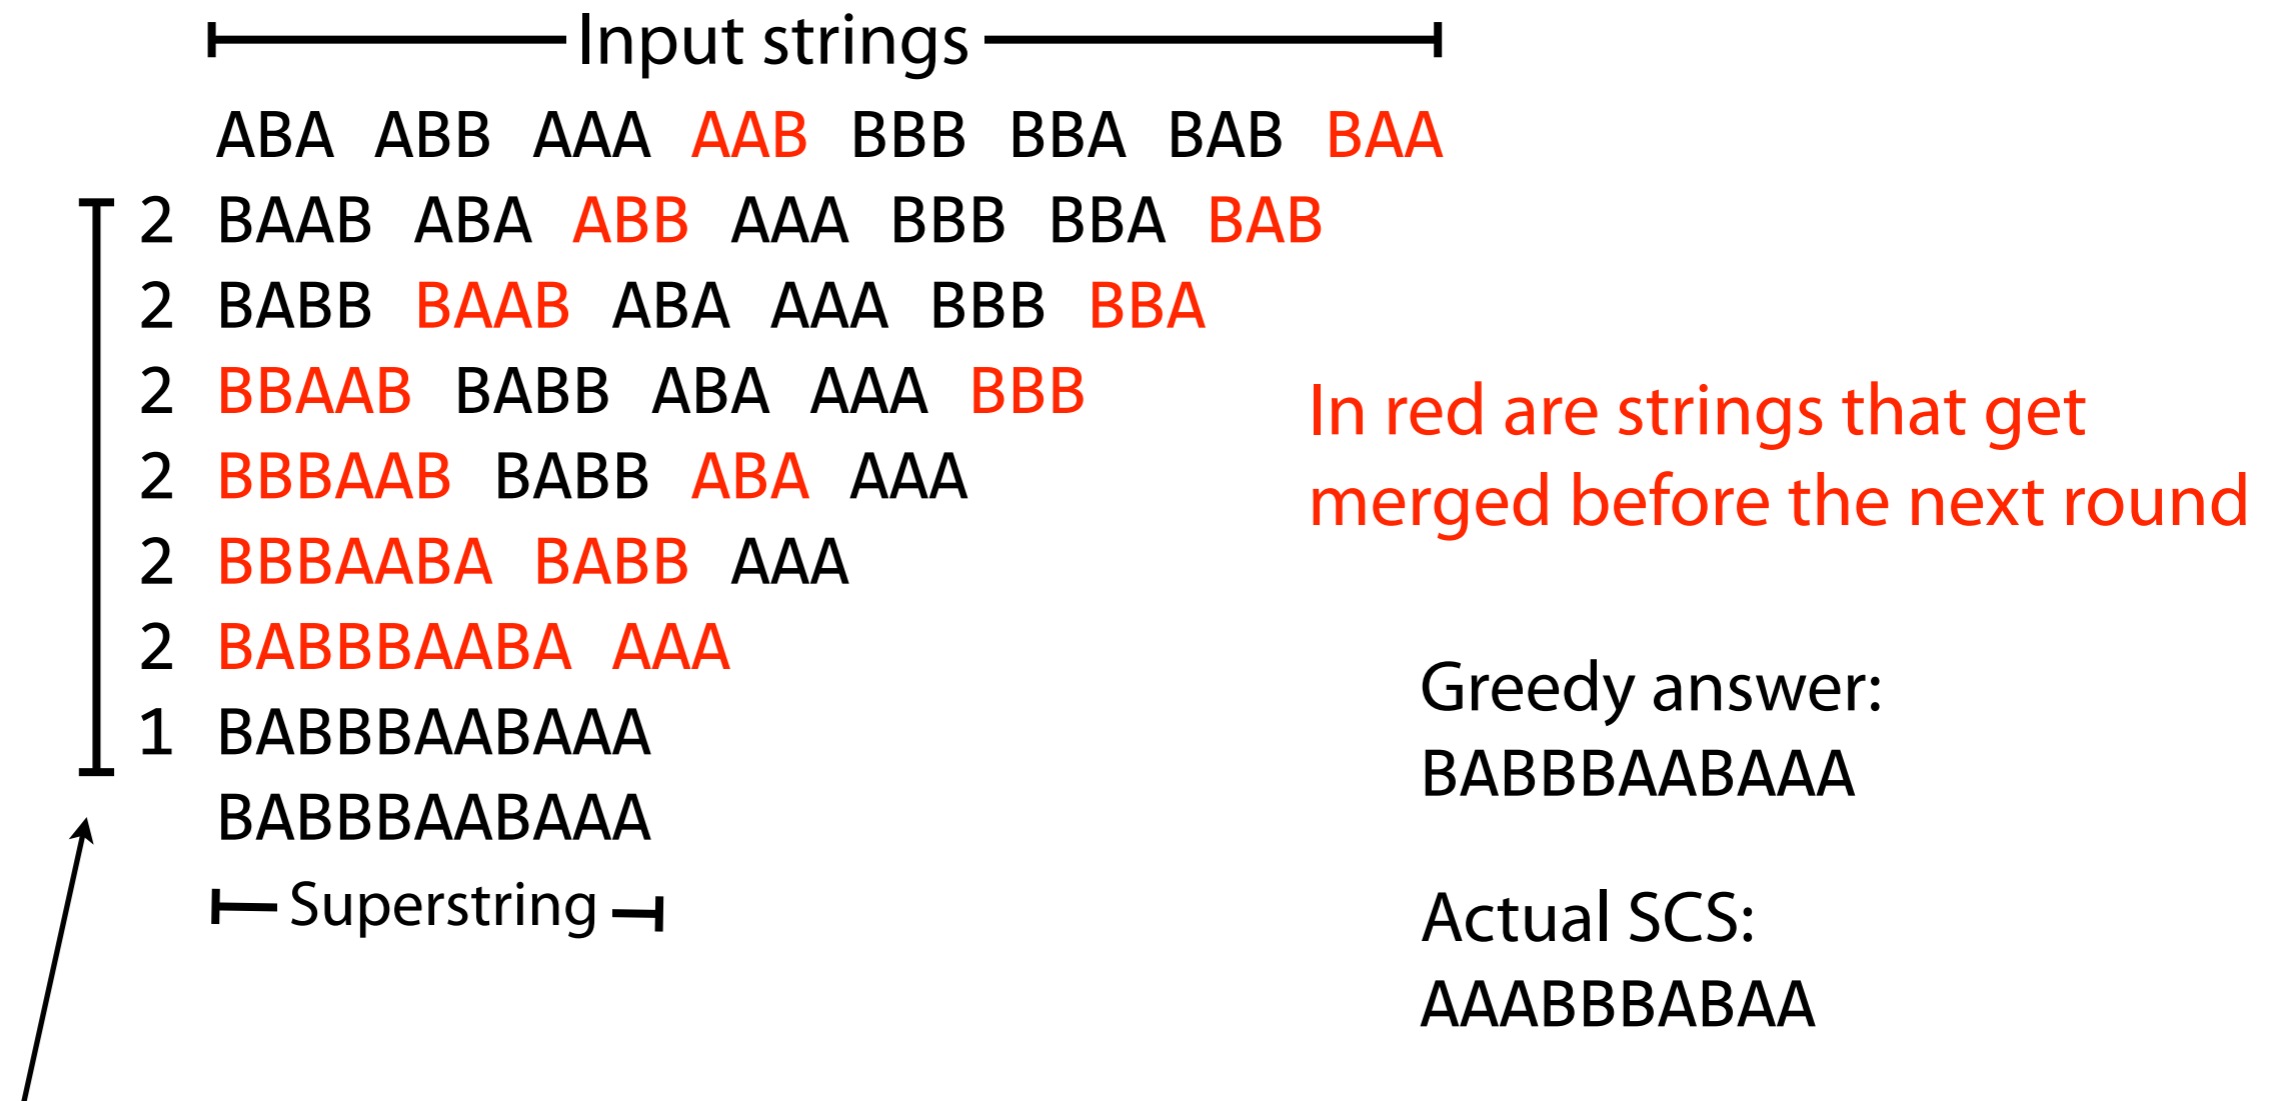 Input strings
ABA ABB AAA AAB BBB BBA BAB BAA
2 BAAB ABA ABB AAA BBB BBA BAB
2 BABB BAAB ABA AAA BBB BBA
2 BBAAB BABB ABA AAA BBB
2 BBBAAB BABB ABA AAA
2 BBBAABA BABB AAA
2 BABBBAABA AAA
1 BABBBAABAAA
BABBBAABAAA
Superstring
In red are strings that get
merged before the next round
Greedy answer:
BABBBAABAAA
Actual SCS:
AAABBBABAA